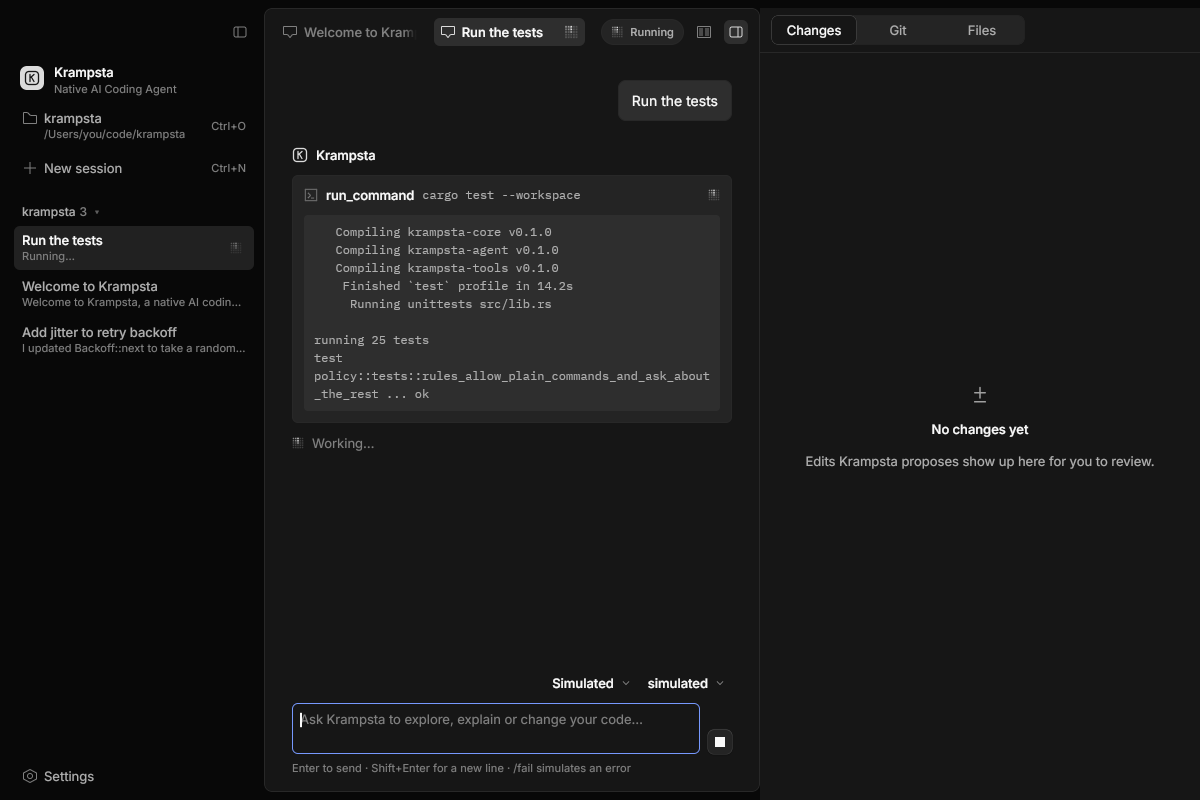 Krampsta
Native AI Coding Agent
krampsta
/Users/you/code/krampsta
Ctrl+O
New session
Ctrl+N
krampsta 3
Run the tests
Running...
Welcome to Krampsta
Welcome to Krampsta, a native AI codin...
Add jitter to retry backoff
I updated Backoff::next to take a random...
Settings
Welcome to Kram
Run the tests
Running
Run the tests
Krampsta
run_command cargo test --workspace
Compiling krampsta-core v0.1.0
Compiling krampsta-agent v0.1.0
Compiling krampsta-tools v0.1.0
Finished `test` profile in 14.2s
Running unittests src/lib.rs
running 25 tests
test
policy::tests::rules_allow_plain_commands_and_ask_about
_the_rest ... ok
Working...
Simulated
simulated
Ask Krampsta to explore, explain or change your code...
Enter to send · Shift+Enter for a new line · /fail simulates an error
Changes
Git
Files
No changes yet
Edits Krampsta proposes show up here for you to review.